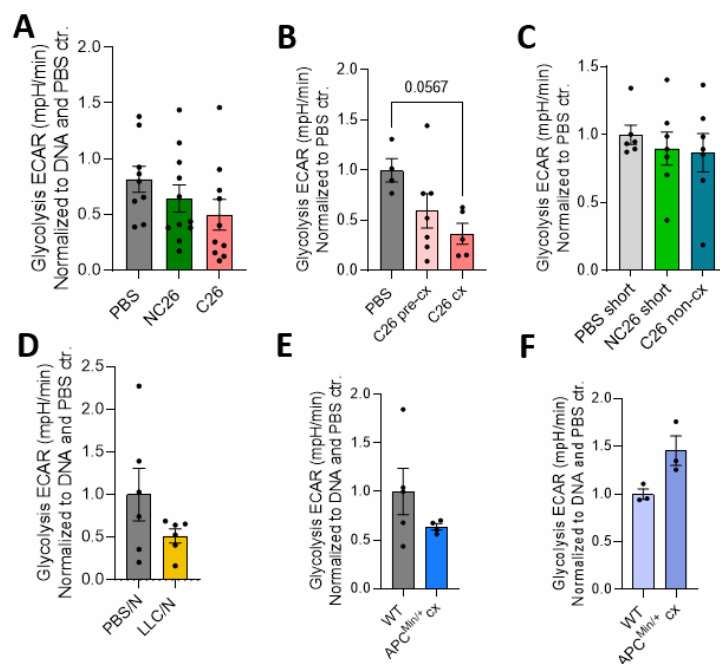 A
Glycolysis ECAR (mpH/min)
Normalized to DNA and PBS ctr.
2.0
1.5
1.0
0.5
0.0
PBS
NC26
C26
B
Glycolysis ECAR (mpH/min)
Normalized to PBS ctr.
2.0
1.5
1.0
0.5
0.0
0.0567
PBS
C26 pre-cx
C26 cx
C
Glycolysis ECAR (mpH/min)
Normalized to PBS ctr.
1.5
1.0
0.5
0.0
PBS short
NC26 short
C26 non-cx
D
Glycolysis ECAR (mpH/min)
Normalized to DNA and PBS ctr.
2.5
2.0
1.5
1.0
0.5
0.0
PBS/N
LLC/N
E
Glycolysis ECAR (mpH/min)
Normalized to DNA and PBS ctr.
2.0
1.5
1.0
0.5
0.0
WT
APCMin/+ cx
F
Glycolysis ECAR (mpH/min)
Normalized to DNA and PBS ctr.
2.0
1.5
1.0
0.5
0.0
WT
APCMin/+ cx